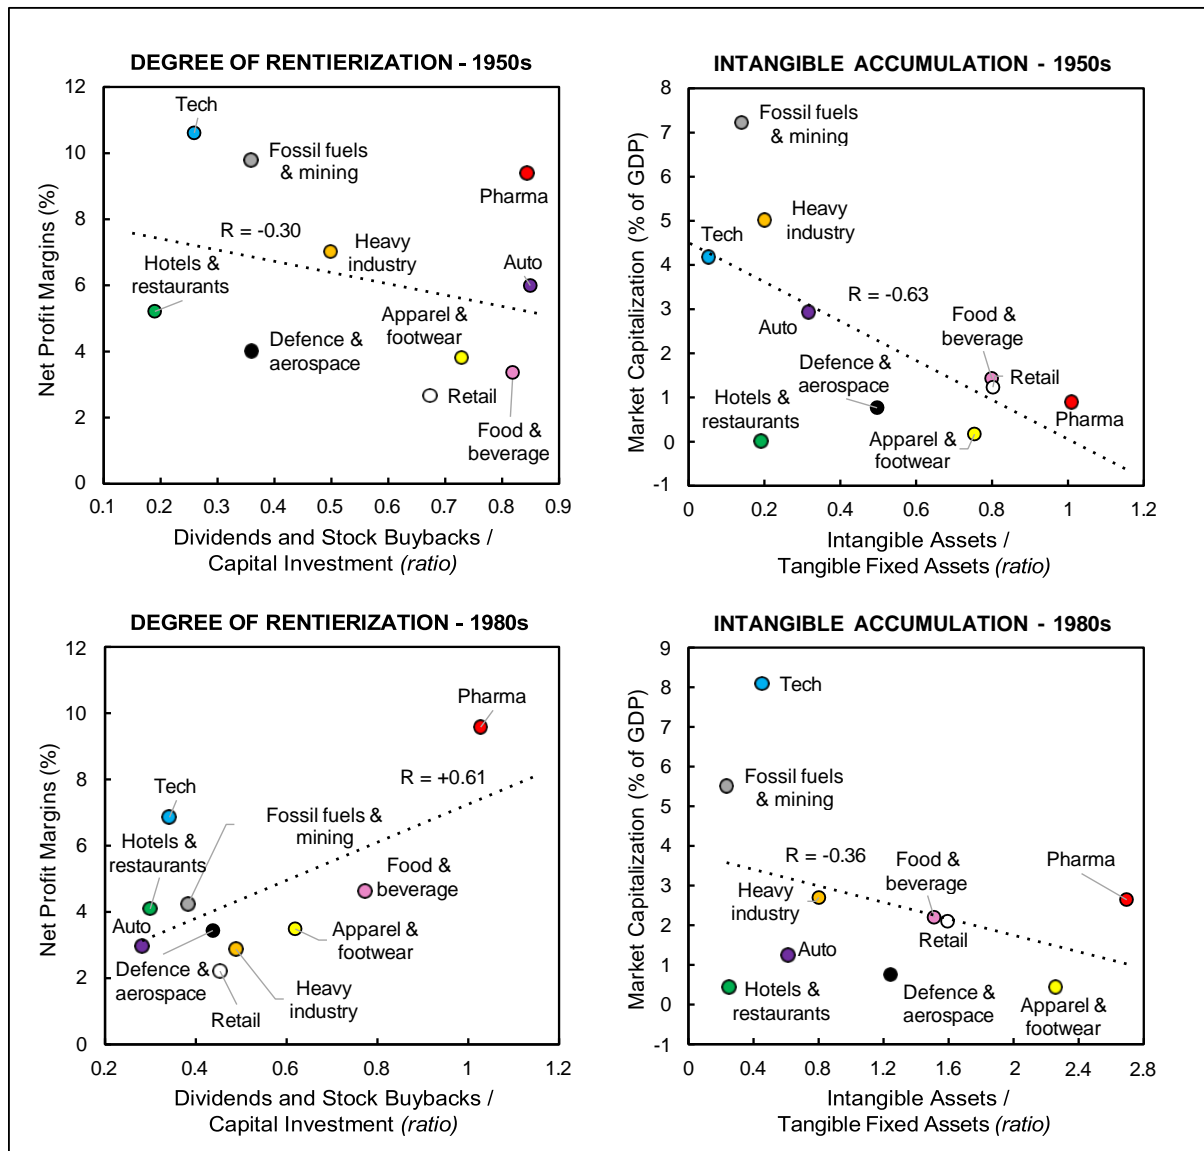 DEGREE OF RENTIERIZATION - 1950s
Net Profit Margins (%)
12
10
8
6
4
2
0
Tech
Fossil fuels
& mining
Pharma
R = -0.30
Heavy
industry
Hotels &
restaurants
Auto
Defence &
aerospace
Apparel &
footwear
Retail
Food &
beverage
0.1 0.2 0.3 0.4 0.5 0.6 0.7 0.8 0.9
Dividends and Stock Buybacks /
Capital Investment (ratio)
INTANGIBLE ACCUMULATION - 1950s
Market Capitalization (% of GDP)
8
7
6
5
4
3
2
1
0
-1
Fossil fuels
& mining
Heavy
industry
Tech
R = -0.63
Auto
Food &
beverage
Defence &
aerospace
Retail
Hotels &
restaurants
Pharma
Apparel &
footwear
0 0.2 0.4 0.6 0.8 1 1.2
Intangible Assets /
Tangible Fixed Assets (ratio)
DEGREE OF RENTIERIZATION - 1980s
Net Profit Margins (%)
12
10
8
6
4
2
0
Pharma
R = +0.61
Tech
Fossil fuels &
mining
Hotels &
restaurants
Food &
beverage
Auto
Apparel &
footwear
Defence &
aerospace
Heavy
industry
Retail
0.2 0.4 0.6 0.8 1.0 1.2
Dividends and Stock Buybacks /
Capital Investment (ratio)
INTANGIBLE ACCUMULATION - 1980s
Market Capitalization (% of GDP)
9
8
7
6
5
4
3
2
1
0
-1
Tech
Fossil fuels
& mining
R = -0.36
Food &
beverage
Pharma
Heavy
industry
Retail
Auto
Hotels &
restaurants
Defence &
aerospace
Apparel &
footwear
0 0.4 0.8 1.2 1.6 2 2.4 2.8
Intangible Assets /
Tangible Fixed Assets (ratio)